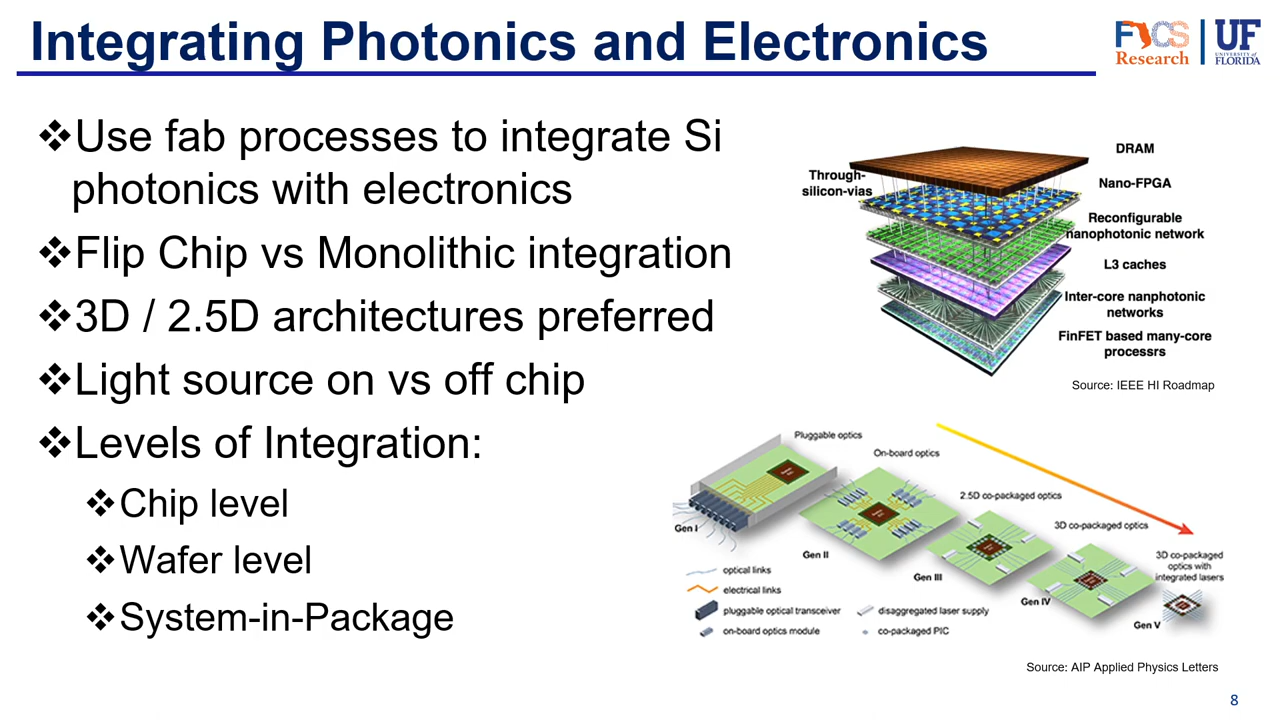 Integrating Photonics and Electronics
FICS
Research
UF
UNIVERSITY of
FLORIDA
❖Use fab processes to integrate Si
photonics with electronics
❖Flip Chip vs Monolithic integration
❖3D / 2.5D architectures preferred
❖Light source on vs off chip
❖Levels of Integration:
❖Chip level
❖Wafer level
❖System-in-Package
DRAM
Through-
silicon-vias
Nano-FPGA
Reconfigurable
nanophotonic network
L3 caches
Inter-core nanphotonic
networks
FinFET based many-core
processrs
Source: IEEE HI Roadmap
Pluggable optics
On-board optics
2.5D co-packaged optics
3D co-packaged optics
3D co-packaged
optics with
integrated lasers
Gen I
Gen II
Gen III
Gen IV
Gen V
optical links
electrical links
pluggable optical transceiver
on-board optics module
disaggregated laser supply
co-packaged PIC
Source: AIP Applied Physics Letters
8